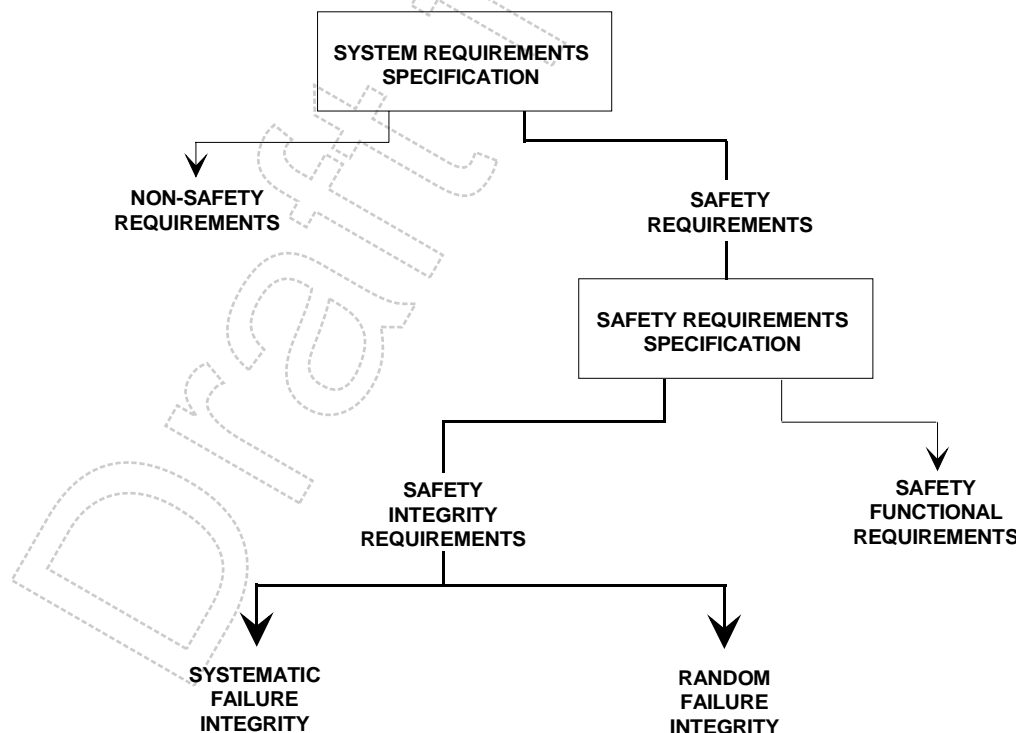 SYSTEM REQUIREMENTS
SPECIFICATION
NON-SAFETY
REQUIREMENTS
SAFETY
REQUIREMENTS
SAFETY REQUIREMENTS
SPECIFICATION
SAFETY
INTEGRITY
REQUIREMENTS
SAFETY
FUNCTIONAL
REQUIREMENTS
SYSTEMATIC
FAILURE
INTEGRITY
RANDOM
FAILURE
INTEGRITY
Draft